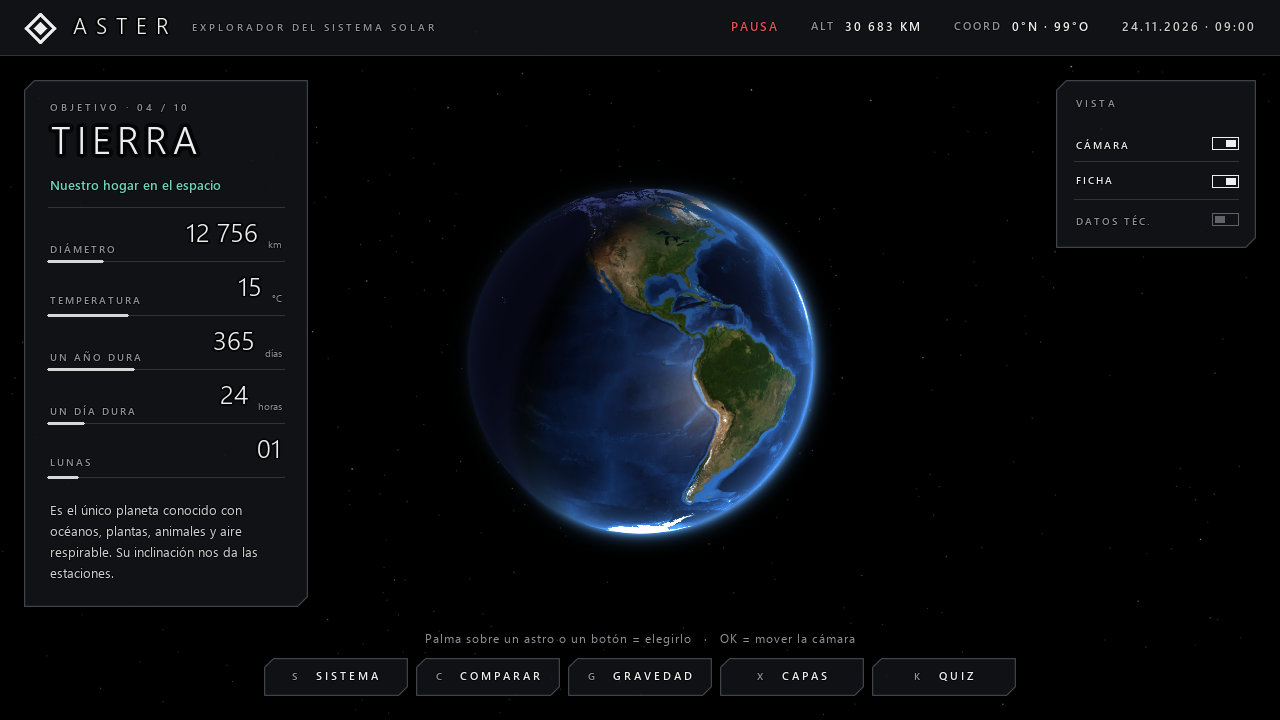 ASTER EXPLORADOR DEL SISTEMA SOLAR
PAUSA ALT 30 683 KM COORD 0°N · 99°O 24.11.2026 · 09:00
OBJETIVO · 04 / 10
TIERRA
Nuestro hogar en el espacio
DIÁMETRO 12 756 km
TEMPERATURA 15 °C
UN AÑO DURA 365 días
UN DÍA DURA 24 horas
LUNAS 01
Es el único planeta conocido con
océanos, plantas, animales y aire
respirable. Su inclinación nos da las
estaciones.
VISTA
CÁMARA
FICHA
DATOS TÉC.
Palma sobre un astro o un botón = elegirlo · OK = mover la cámara
S SISTEMA
C COMPARAR
G GRAVEDAD
X CAPAS
K QUIZ